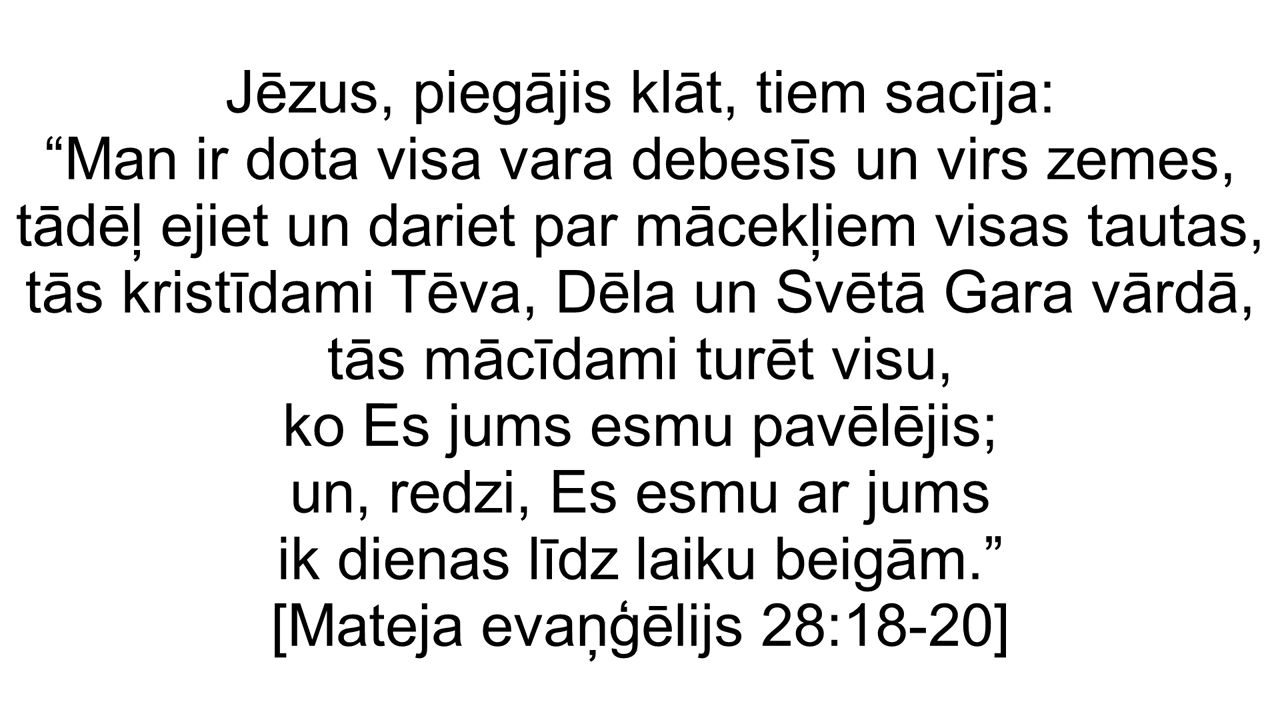 Jēzus, piegājis klāt, tiem sacīja:
“Man ir dota visa vara debesīs un virs zemes,
tādēļ ejiet un dariet par mācekļiem visas tautas,
tās kristīdami Tēva, Dēla un Svētā Gara vārdā,
tās mācīdami turēt visu,
ko Es jums esmu pavēlējis;
un, redzi, Es esmu ar jums
ik dienas līdz laiku beigām.”
[Mateja evaņģēlijs 28:18-20]